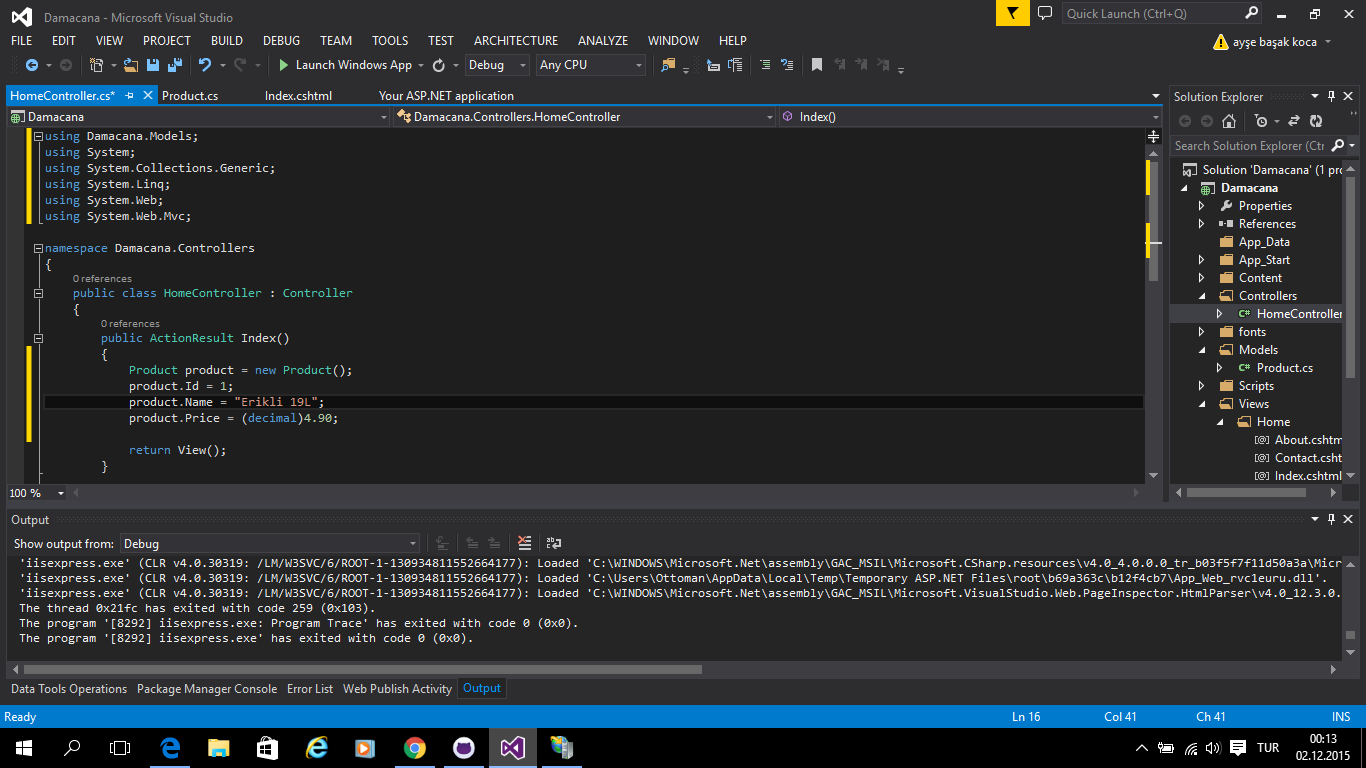 Damacana - Microsoft Visual Studio
Quick Launch (Ctrl+Q)
FILE EDIT VIEW PROJECT BUILD DEBUG TEAM TOOLS TEST ARCHITECTURE ANALYZE WINDOW HELP
ayşe başak koca
Launch Windows App
Debug
Any CPU
HomeController.cs*
Product.cs
Index.cshtml
Your ASP.NET application
Damacana
Damacana.Controllers.HomeController
Index()
using Damacana.Models;
using System;
using System.Collections.Generic;
using System.Linq;
using System.Web;
using System.Web.Mvc;
namespace Damacana.Controllers
{
0 references
public class HomeController : Controller
{
0 references
public ActionResult Index()
{
Product product = new Product();
product.Id = 1;
product.Name = "Erikli 19L";
product.Price = (decimal)4.90;
return View();
}
100 %
Solution Explorer
Search Solution Explorer (Ctr
Solution 'Damacana' (1 pro
Damacana
Properties
References
App_Data
App_Start
Content
Controllers
C# HomeController
fonts
Models
C# Product.cs
Scripts
Views
Home
[@] About.cshtm
[@] Contact.csht
[@] Index.cshtml
Output
Show output from: Debug
'iisexpress.exe' (CLR v4.0.30319: /LM/W3SVC/6/ROOT-1-130934811552664177): Loaded 'C:\WINDOWS\Microsoft.Net\assembly\GAC_MSIL\Microsoft.CSharp.resources\v4.0_4.0.0.0_tr_b03f5f7f11d50a3a\Micr
'iisexpress.exe' (CLR v4.0.30319: /LM/W3SVC/6/ROOT-1-130934811552664177): Loaded 'C:\Users\Ottoman\AppData\Local\Temp\Temporary ASP.NET Files\root\b69a363c\b12f4cb7\App_Web_rvc1euru.dll'.
'iisexpress.exe' (CLR v4.0.30319: /LM/W3SVC/6/ROOT-1-130934811552664177): Loaded 'C:\WINDOWS\Microsoft.Net\assembly\GAC_MSIL\Microsoft.VisualStudio.Web.PageInspector.HtmlParser\v4.0_12.3.0.
The thread 0x21fc has exited with code 259 (0x103).
The program '[8292] iisexpress.exe: Program Trace' has exited with code 0 (0x0).
The program '[8292] iisexpress.exe' has exited with code 0 (0x0).
Data Tools Operations Package Manager Console Error List Web Publish Activity Output
Ready
Ln 16
Col 41
Ch 41
INS
TUR
00:13
02.12.2015